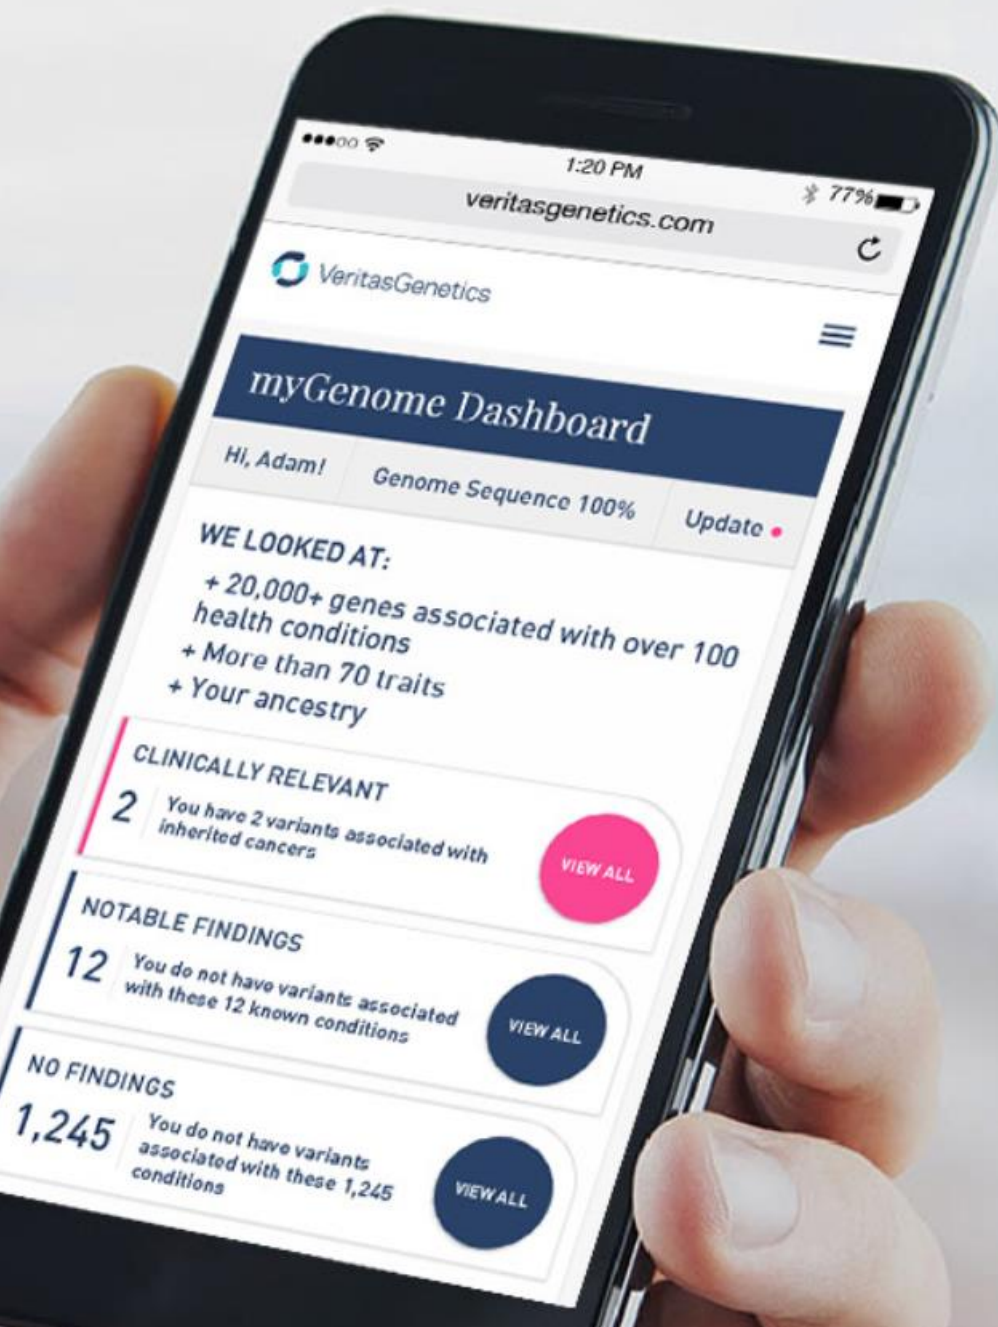 1:20 PM
77%
veritasgenetics.com
VeritasGenetics
myGenome Dashboard
Hi, Adam!
Genome Sequence 100%
Update
WE LOOKED AT:
+ 20,000+ genes associated with over 100
health conditions
+ More than 70 traits
+ Your ancestry
CLINICALLY RELEVANT
2
You have 2 variants associated with
inherited cancers
VIEW ALL
NOTABLE FINDINGS
12
You do not have variants associated
with these 12 known conditions
VIEW ALL
NO FINDINGS
1,245
You do not have variants
associated with these 1,245
conditions
VIEW ALL